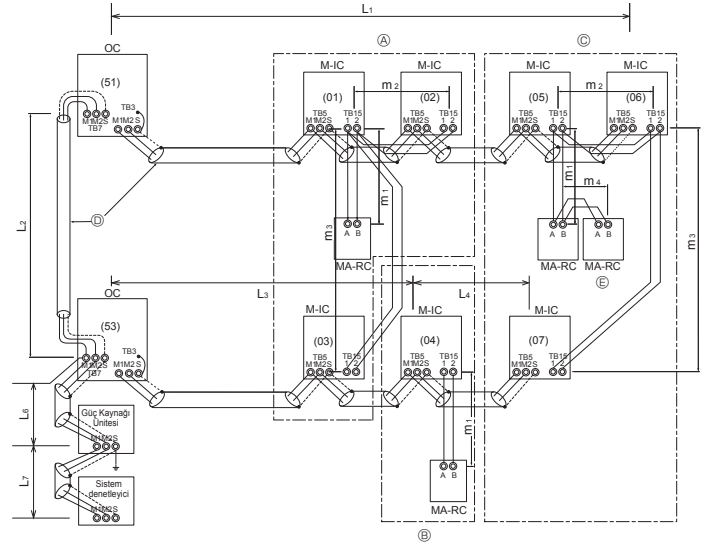 L1
Ⓐ
Ⓒ
OC
(51)
TB3
M1M2S
M1M2S
TB7
M-IC
(01)
TB5
M1M2S
TB15
1 2
M-IC
(02)
TB5
M1M2S
TB15
1 2
m2
M-IC
(05)
TB5
M1M2S
TB15
1 2
M-IC
(06)
TB5
M1M2S
TB15
1 2
m2
L2
Ⓓ
m1
m3
A B
MA-RC
m1
m4
A B
MA-RC
A B
MA-RC
Ⓔ
m3
L3
L4
OC
(53)
TB3
M1M2S
M1M2S
TB7
M-IC
(03)
TB5
M1M2S
TB15
1 2
M-IC
(04)
TB5
M1M2S
TB15
1 2
M-IC
(07)
TB5
M1M2S
TB15
1 2
L6
Güç Kaynağı
Ünitesi
M1M2S
m1
A B
MA-RC
L7
Sistem
denetleyici
M1M2S
Ⓑ